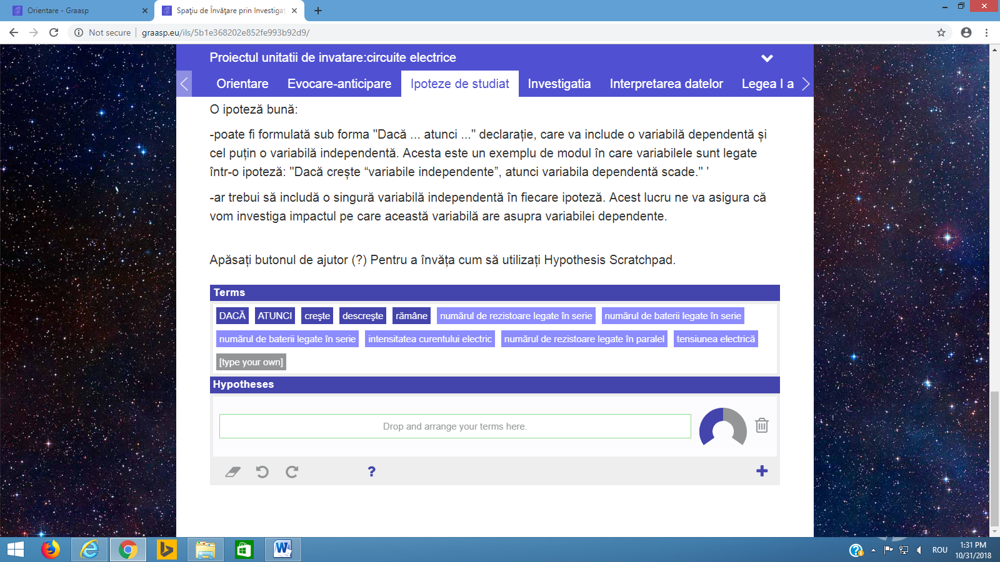 Orientare - Graasp
Spaţiu de Învăţare prin Investigaț
Not secure
graasp.eu/ils/5b1e368202e852fe993b92d9/
Proiectul unitatii de invatare:circuite electrice
Orientare Evocare-anticipare Ipoteze de studiat Investigatia Interpretarea datelor Legea I a
O ipoteză bună:
-poate fi formulată sub forma "Dacă ... atunci ..." declarație, care va include o variabilă dependentă și
cel puțin o variabilă independentă. Acesta este un exemplu de modul în care variabilele sunt legate
într-o ipoteză: "Dacă crește “variabile independente”, atunci variabila dependentă scade." '
-ar trebui să includă o singură variabilă independentă în fiecare ipoteză. Acest lucru ne va asigura că
vom investiga impactul pe care această variabilă are asupra variabilei dependente.
Apăsați butonul de ajutor (?) Pentru a învăța cum să utilizați Hypothesis Scratchpad.
Terms
DACĂ ATUNCI creşte descreşte rămâne numărul de rezistoare legate în serie numărul de baterii legate în serie
numărul de baterii legate în serie intensitatea curentului electric numărul de rezistoare legate în paralel tensiunea electrică
[type your own]
Hypotheses
Drop and arrange your terms here.
?
ROU
1:31 PM
10/31/2018